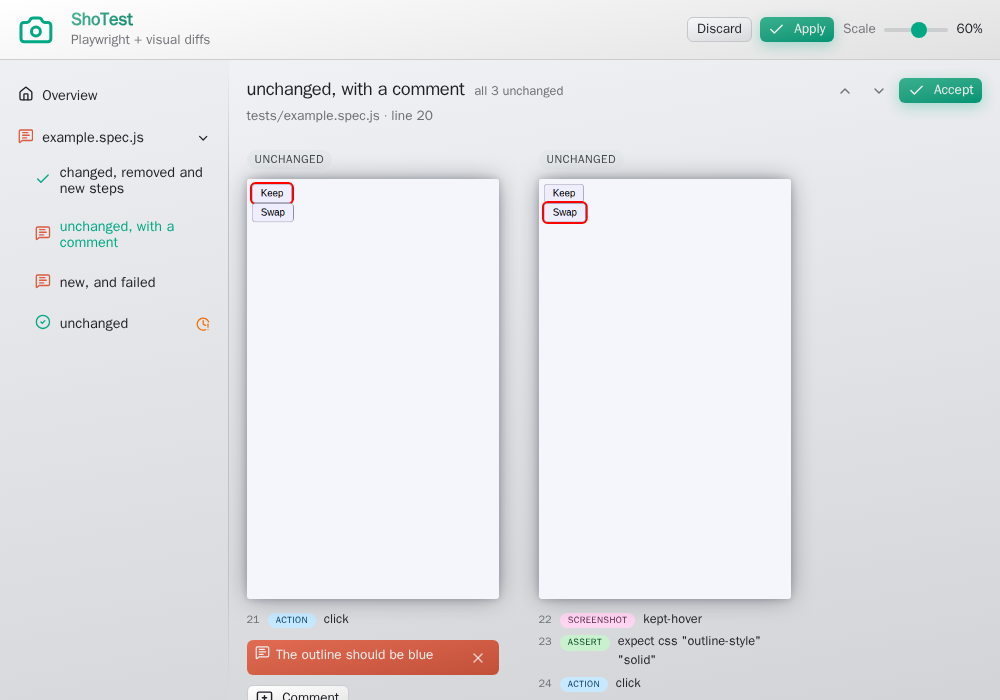 ShoTest
Playwright + visual diffs
Discard
Apply
Scale
60%
Overview
example.spec.js
changed, removed and
new steps
unchanged, with a
comment
new, and failed
unchanged
unchanged, with a comment
all 3 unchanged
Accept
tests/example.spec.js · line 20
UNCHANGED
Keep
Swap
21 ACTION click
The outline should be blue
Comment
UNCHANGED
Keep
Swap
22 SCREENSHOT kept-hover
23 ASSERT expect css "outline-style"
"solid"
24 ACTION click